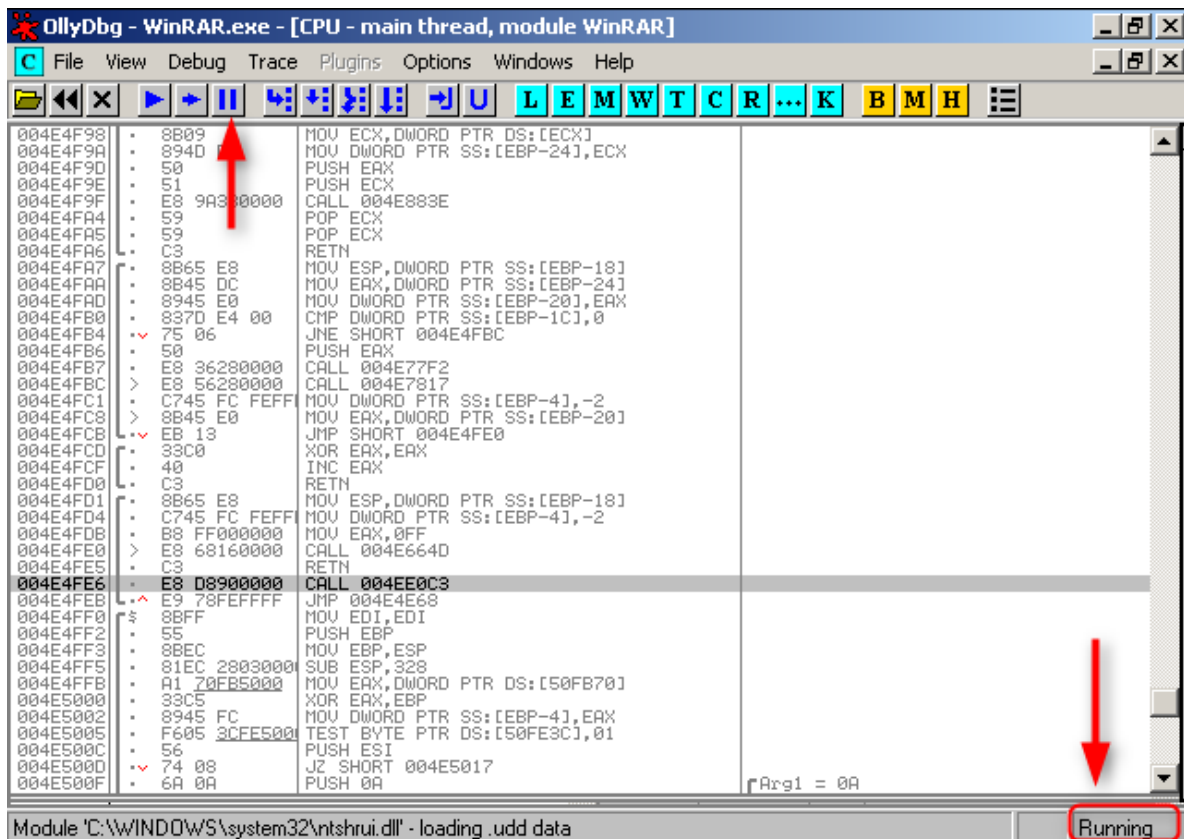 OllyDbg - WinRAR.exe - [CPU - main thread, module WinRAR]
C File View Debug Trace Plugins Options Windows Help
L E M W T C R ... K B M H
004E4F98 · 8B09 MOV ECX,DWORD PTR DS:[ECX]
004E4F9A · 894D MOV DWORD PTR SS:[EBP-24],ECX
004E4F9D · 50 PUSH EAX
004E4F9E · 51 PUSH ECX
004E4F9F · E8 9A380000 CALL 004E883E
004E4FA4 · 59 POP ECX
004E4FA5 · 59 POP ECX
004E4FA6 · C3 RETN
004E4FA7 · 8B65 E8 MOV ESP,DWORD PTR SS:[EBP-18]
004E4FAA · 8B45 DC MOV EAX,DWORD PTR SS:[EBP-24]
004E4FAD · 8945 E0 MOV DWORD PTR SS:[EBP-20],EAX
004E4FB0 · 837D E4 00 CMP DWORD PTR SS:[EBP-1C],0
004E4FB4 · 75 06 JNE SHORT 004E4FBC
004E4FB6 · 50 PUSH EAX
004E4FB7 · E8 36280000 CALL 004E77F2
004E4FBC > E8 56280000 CALL 004E7817
004E4FC1 · C745 FC FEFF MOV DWORD PTR SS:[EBP-4],-2
004E4FC8 > 8B45 E0 MOV EAX,DWORD PTR SS:[EBP-20]
004E4FCB · EB 13 JMP SHORT 004E4FE0
004E4FCD · 33C0 XOR EAX,EAX
004E4FCF · 40 INC EAX
004E4FD0 · C3 RETN
004E4FD1 · 8B65 E8 MOV ESP,DWORD PTR SS:[EBP-18]
004E4FD4 · C745 FC FEFF MOV DWORD PTR SS:[EBP-4],-2
004E4FDB · B8 FF000000 MOV EAX,0FF
004E4FE0 > E8 68160000 CALL 004E664D
004E4FE5 · C3 RETN
004E4FE6 · E8 D8900000 CALL 004EE0C3
004E4FEB ·^ E9 78FEFFFF JMP 004E4E68
004E4FF0 $ 8BFF MOV EDI,EDI
004E4FF2 · 55 PUSH EBP
004E4FF3 · 8BEC MOV EBP,ESP
004E4FF5 · 81EC 2803000 SUB ESP,328
004E4FFB · A1 70FB5000 MOV EAX,DWORD PTR DS:[50FB70]
004E5000 · 33C5 XOR EAX,EBP
004E5002 · 8945 FC MOV DWORD PTR SS:[EBP-4],EAX
004E5005 · F605 3CFE500 TEST BYTE PTR DS:[50FE3C],01
004E500C · 56 PUSH ESI
004E500D · 74 08 JZ SHORT 004E5017
004E500F · 6A 0A PUSH 0A Arg1 = 0A
Module 'C:\WINDOWS\system32\ntshrui.dll' - loading .udd data Running